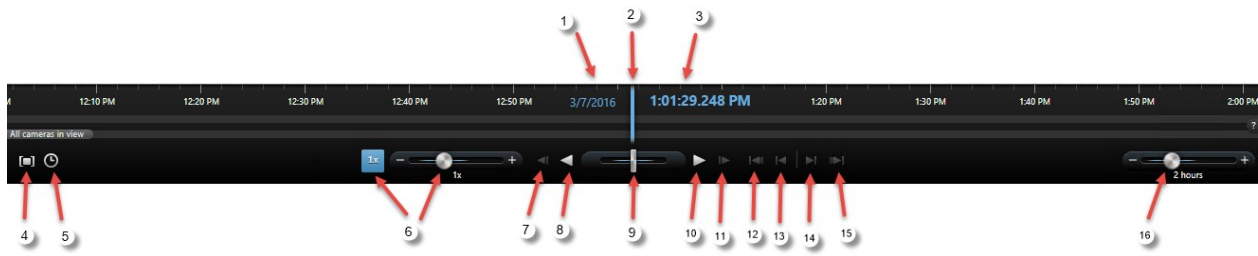 1 2 3
M 12:10 PM 12:20 PM 12:30 PM 12:40 PM 12:50 PM 3/7/2016 1:01:29.248 PM 1:20 PM 1:30 PM 1:40 PM 1:50 PM 2:00 PM
?
All cameras in view
1x
1x 2 hours
4 5 6 7 8 9 10 11 12 13 14 15 16